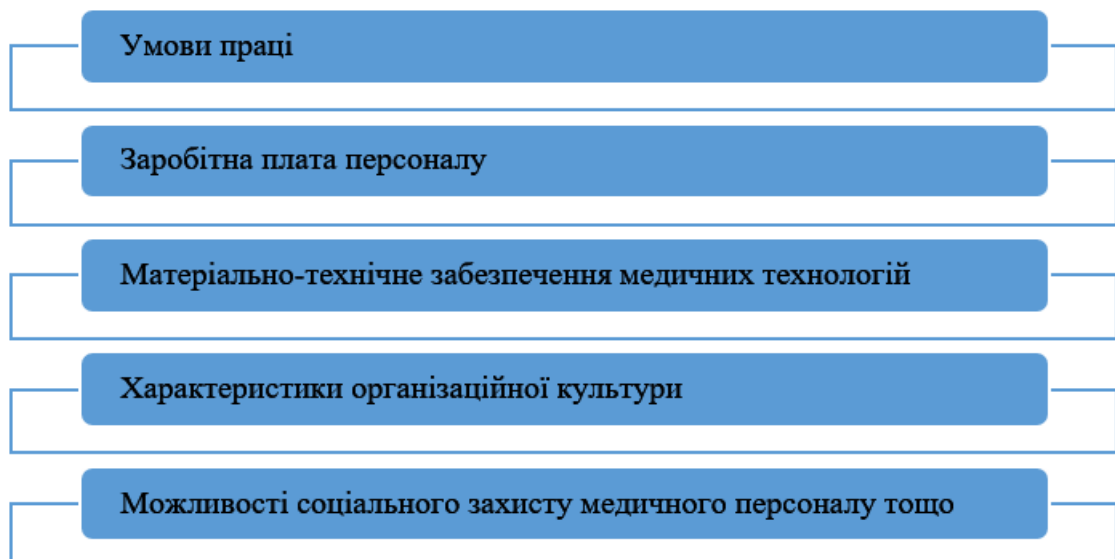 Умови праці
Заробітна плата персоналу
Матеріально-технічне забезпечення медичних технологій
Характеристики організаційної культури
Можливості соціального захисту медичного персоналу тощо